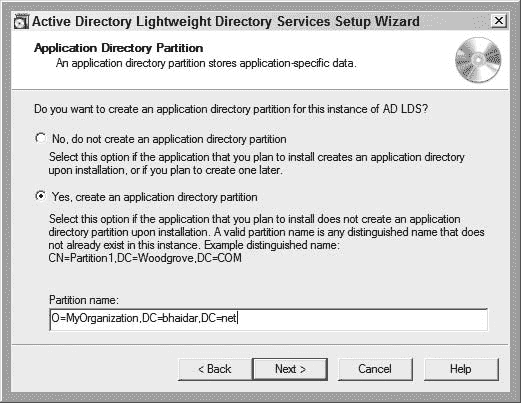 Active Directory Lightweight Directory Services Setup Wizard
Application Directory Partition
An application directory partition stores application-specific data.
Do you want to create an application directory partition for this instance of AD LDS?
No, do not create an application directory partition
Select this option if the application that you plan to install creates an application directory
upon installation, or if you plan to create one later.
Yes, create an application directory partition
Select this option if the application that you plan to install does not create an application
directory partition upon installation. A valid partition name is any distinguished name that does
not already exist in this instance. Example distinguished name:
CN=Partition1,DC=Woodgrove,DC=COM
Partition name:
O=MyOrganization,DC=bhaidar,DC=net
< Back
Next >
Cancel
Help